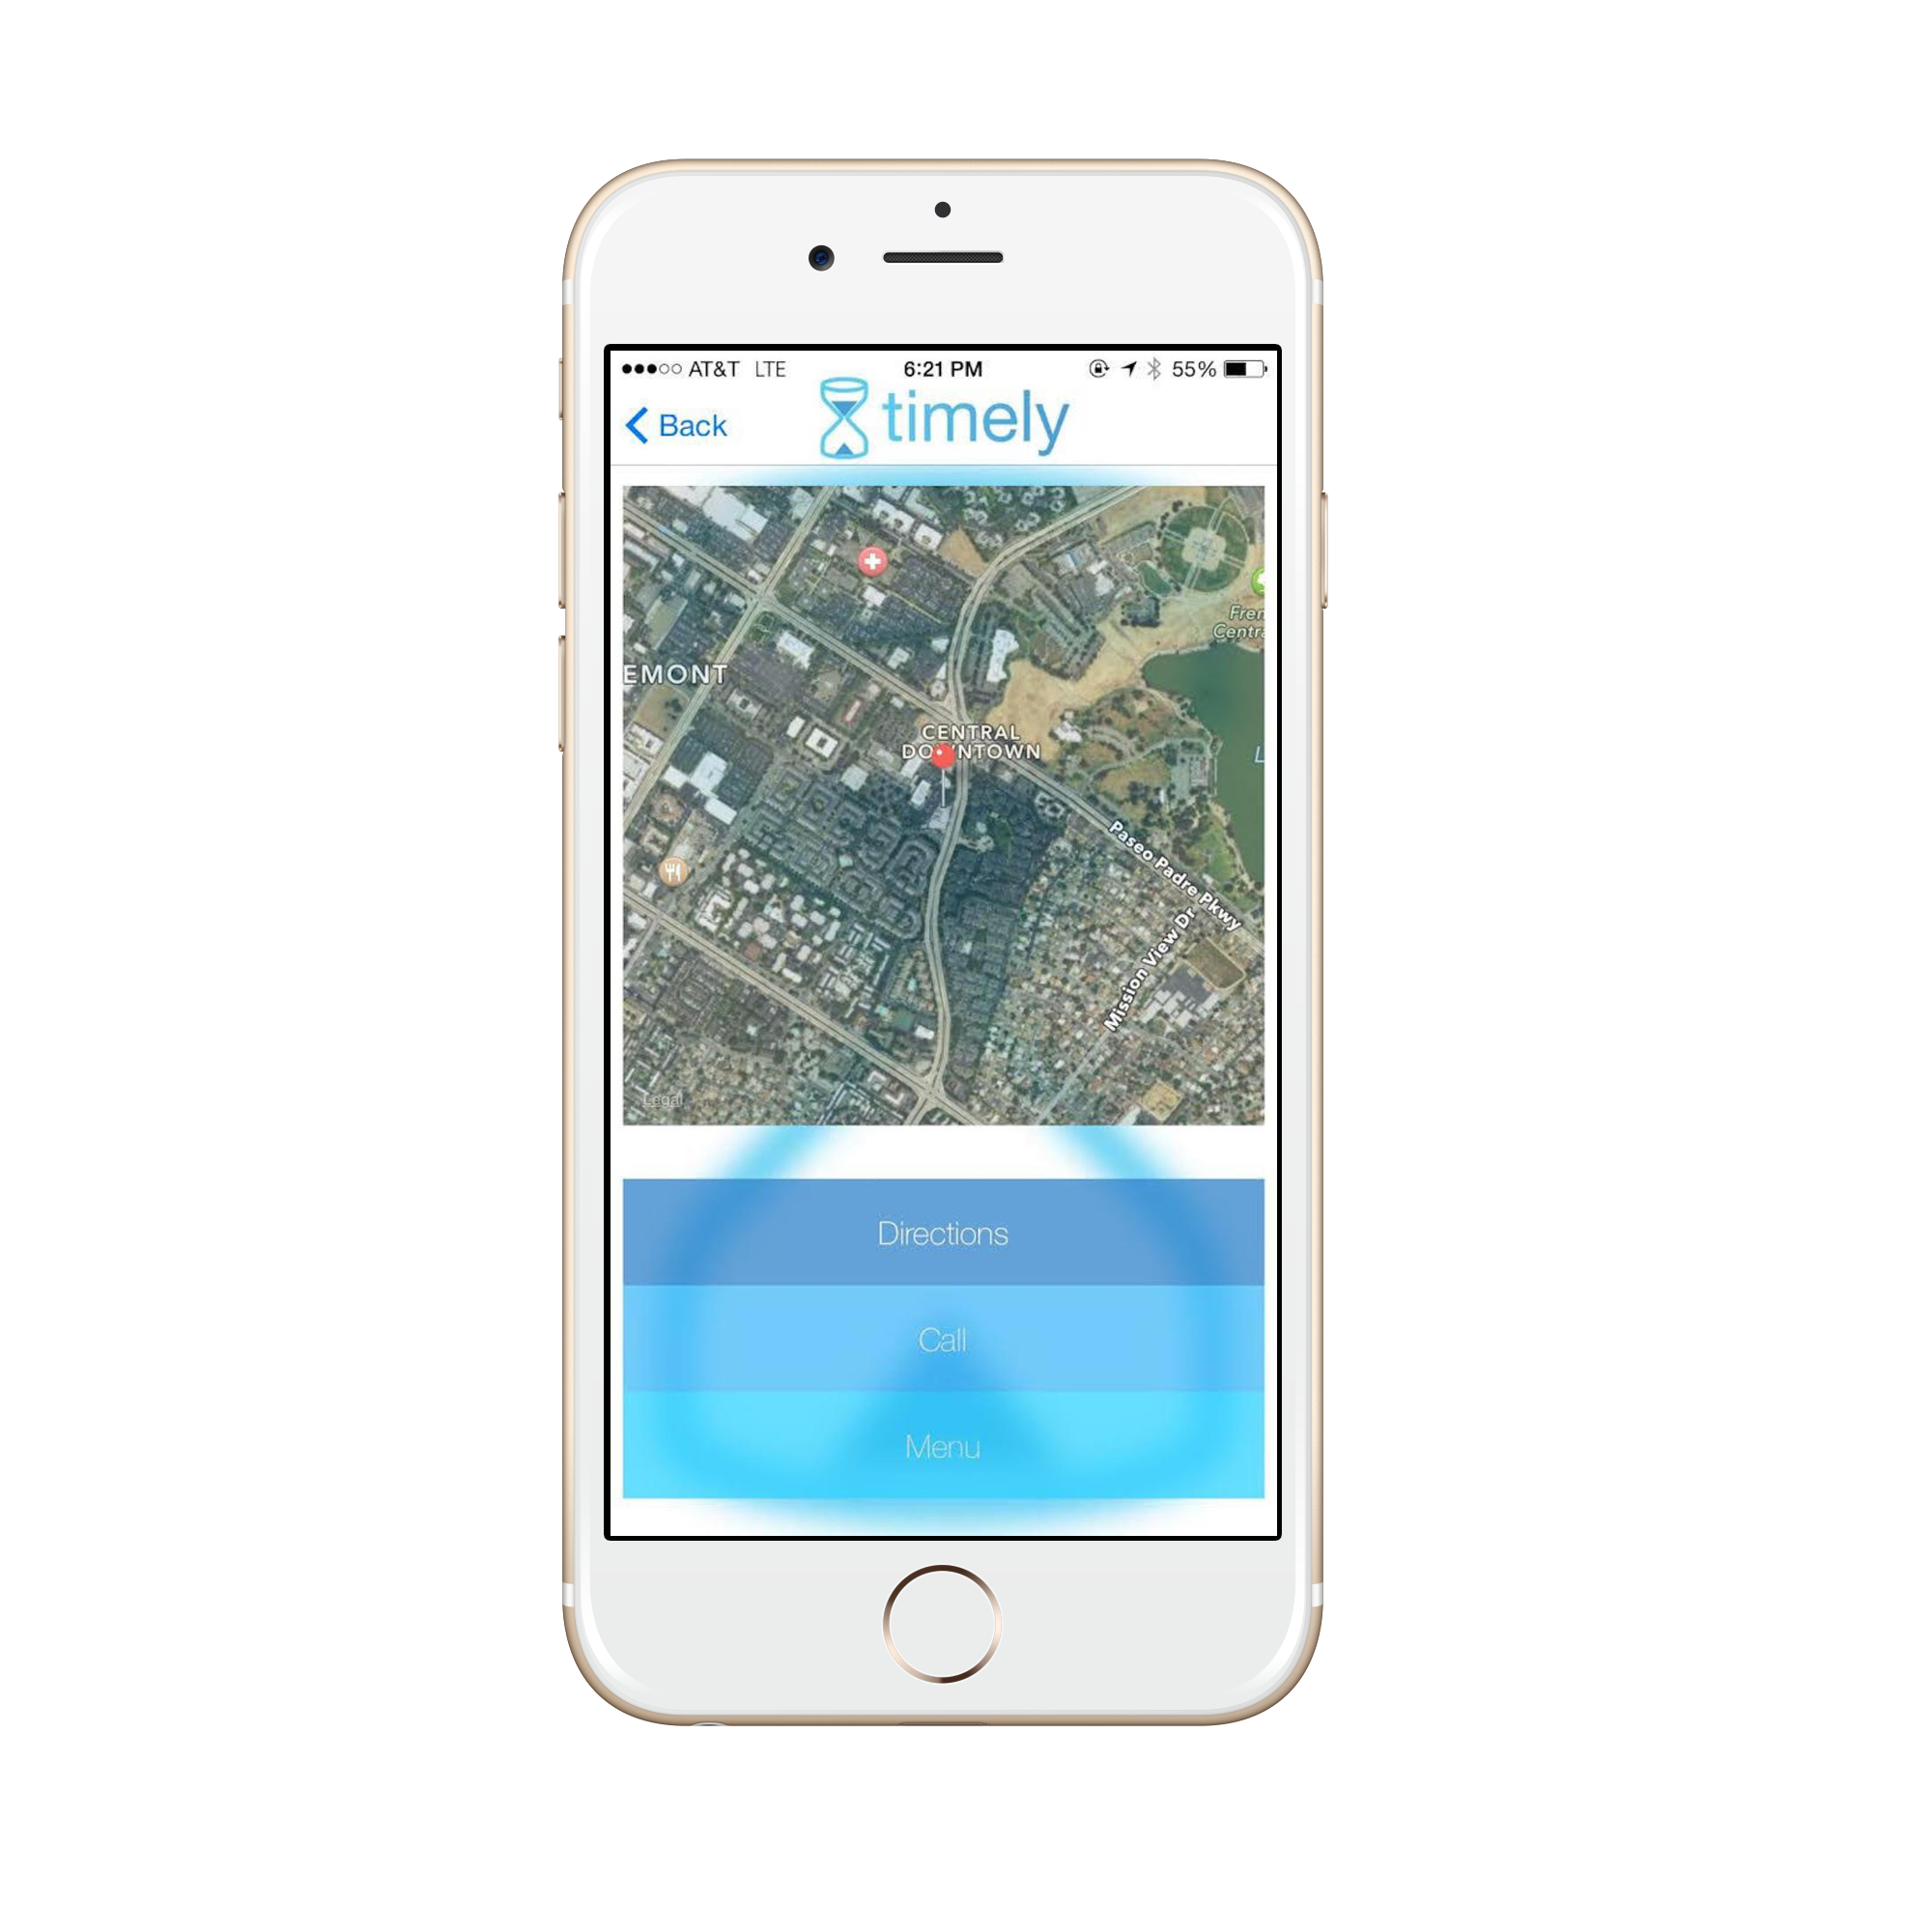 AT&T LTE 6:21 PM 55%
Back
timely
Fren
Centra
EMONT
CENTRAL
DOWNTOWN
L
Paseo Padre Pkwy
Mission View Dr
Legal
Directions
Call
Menu